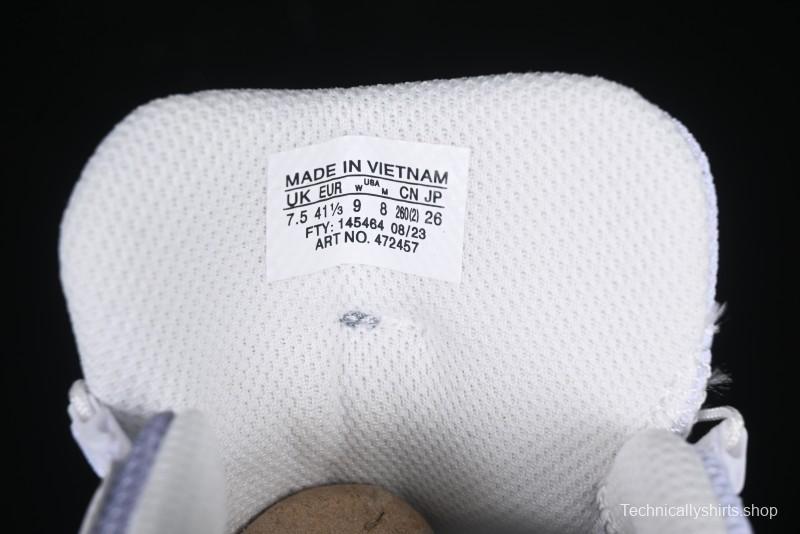 MADE IN VIETNAM
UK EUR W USA M CN JP
7.5 41⅓ 9 8 260(2) 26
FTY: 145464 08/23
ART NO. 472457
Technicallyshirts.shop